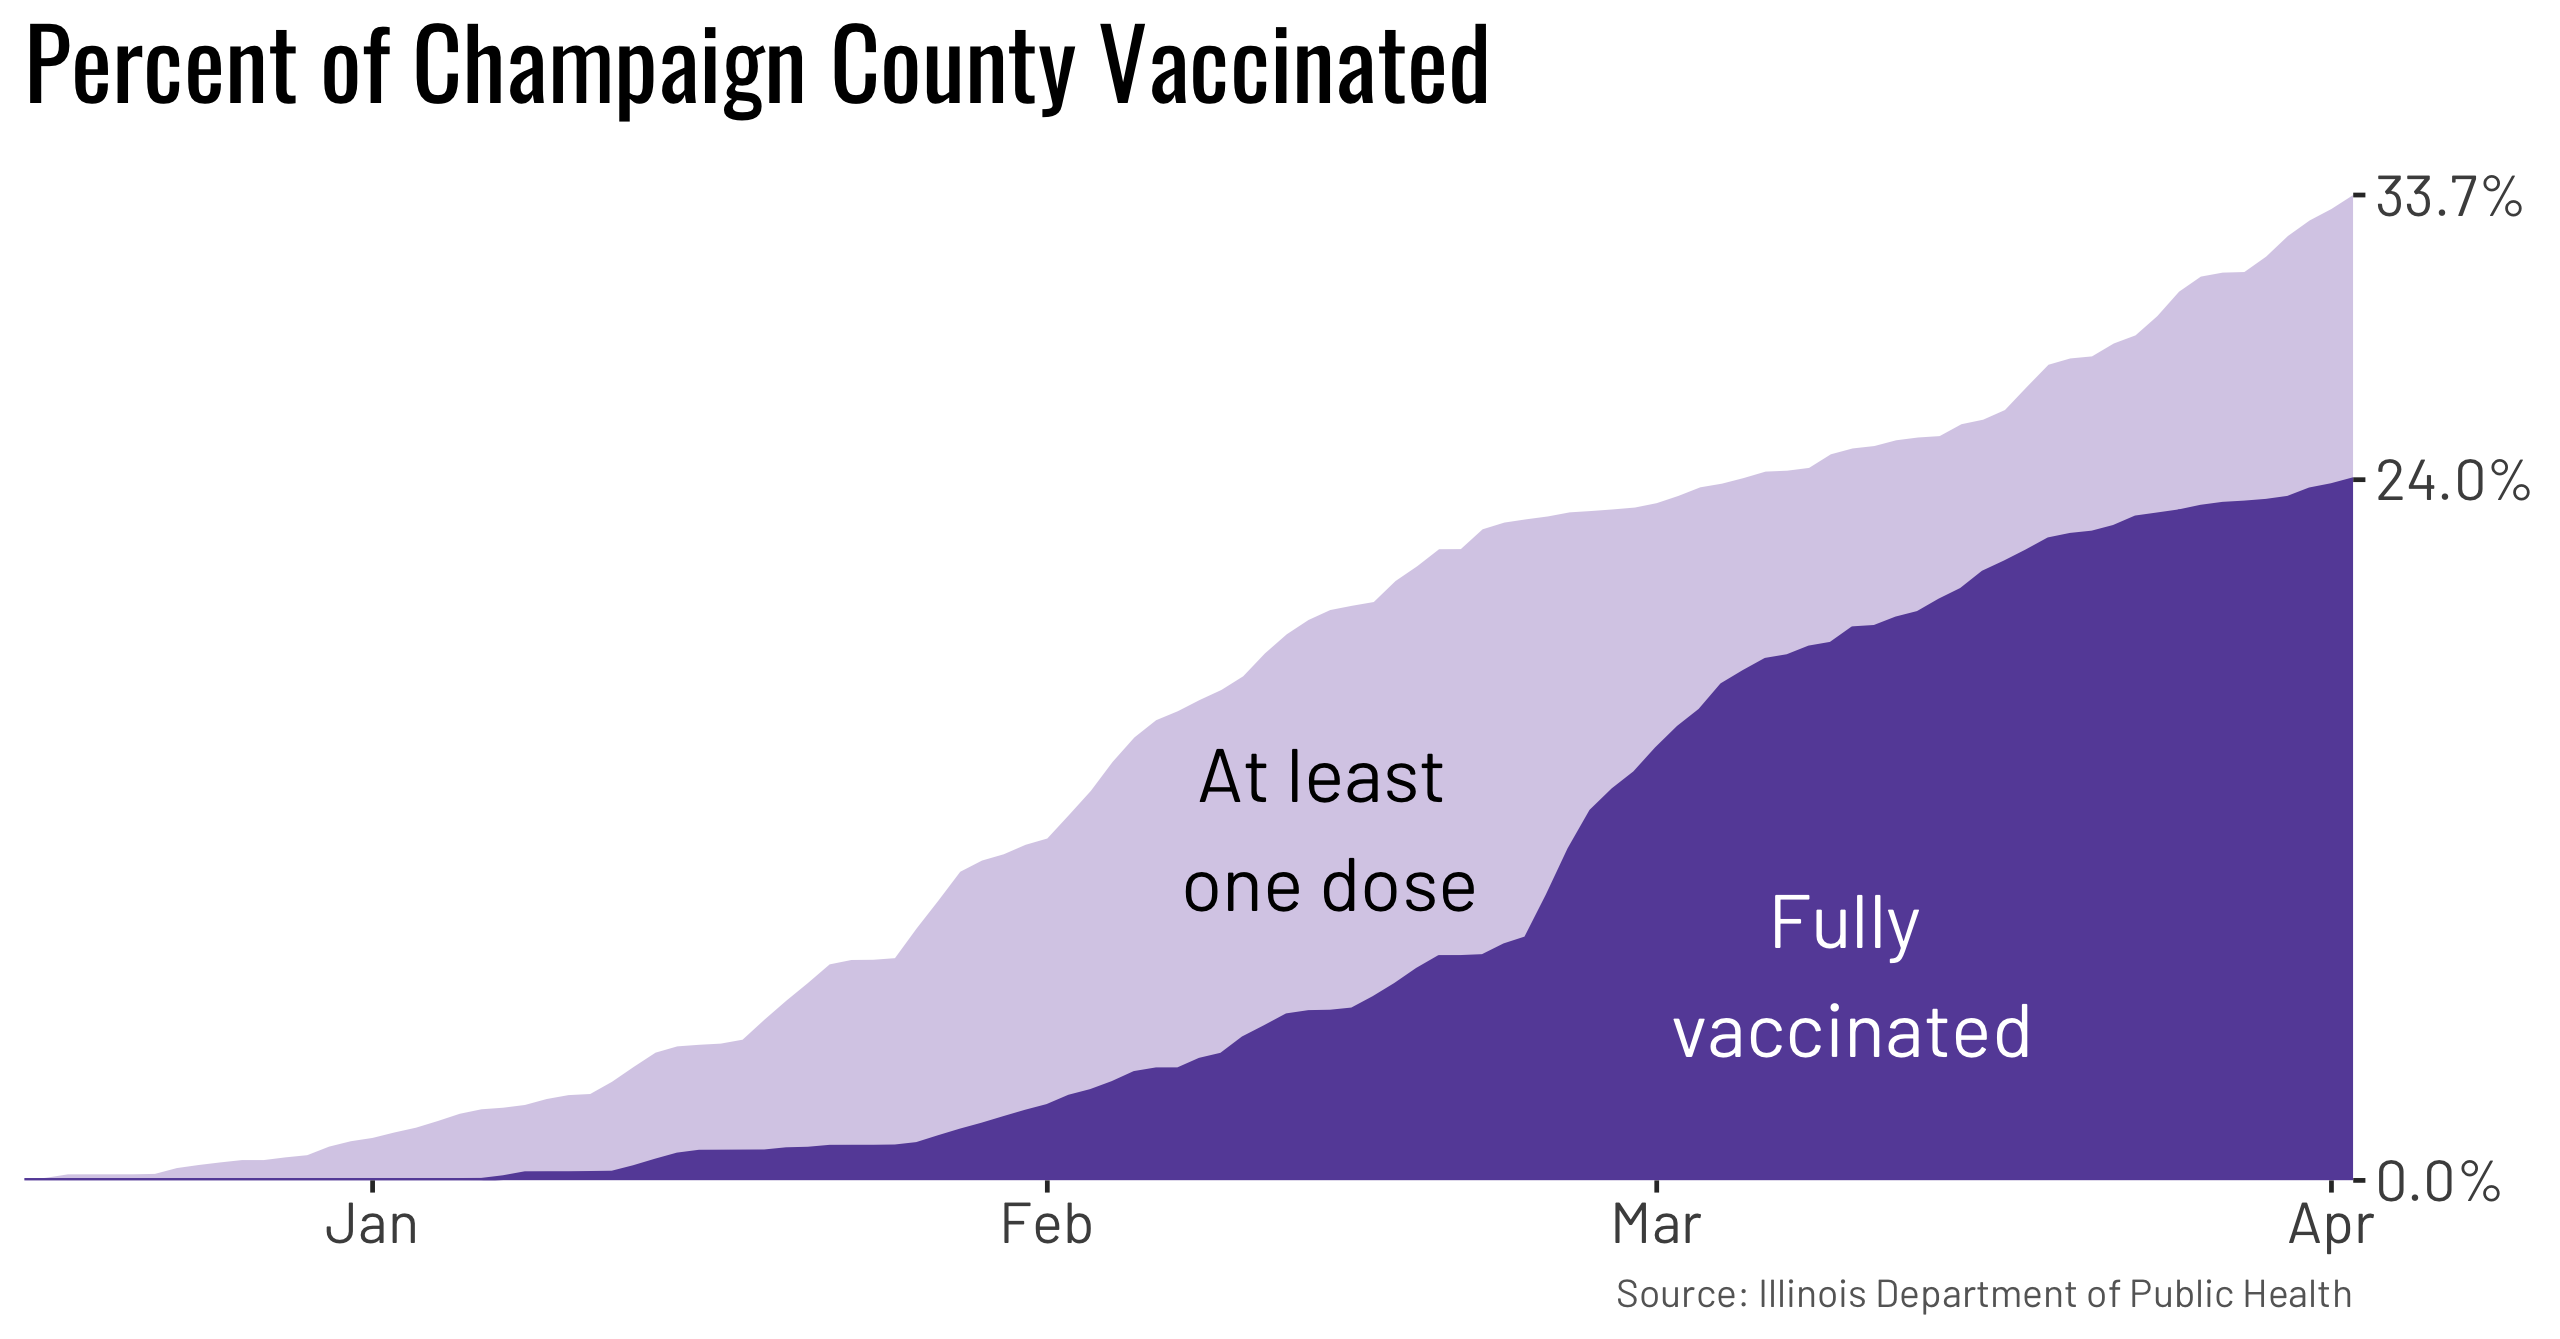 Percent of Champaign County Vaccinated
33.7%
24.0%
At least
one dose
Fully
vaccinated
0.0%
Jan
Feb
Mar
Apr
Source: Illinois Department of Public Health